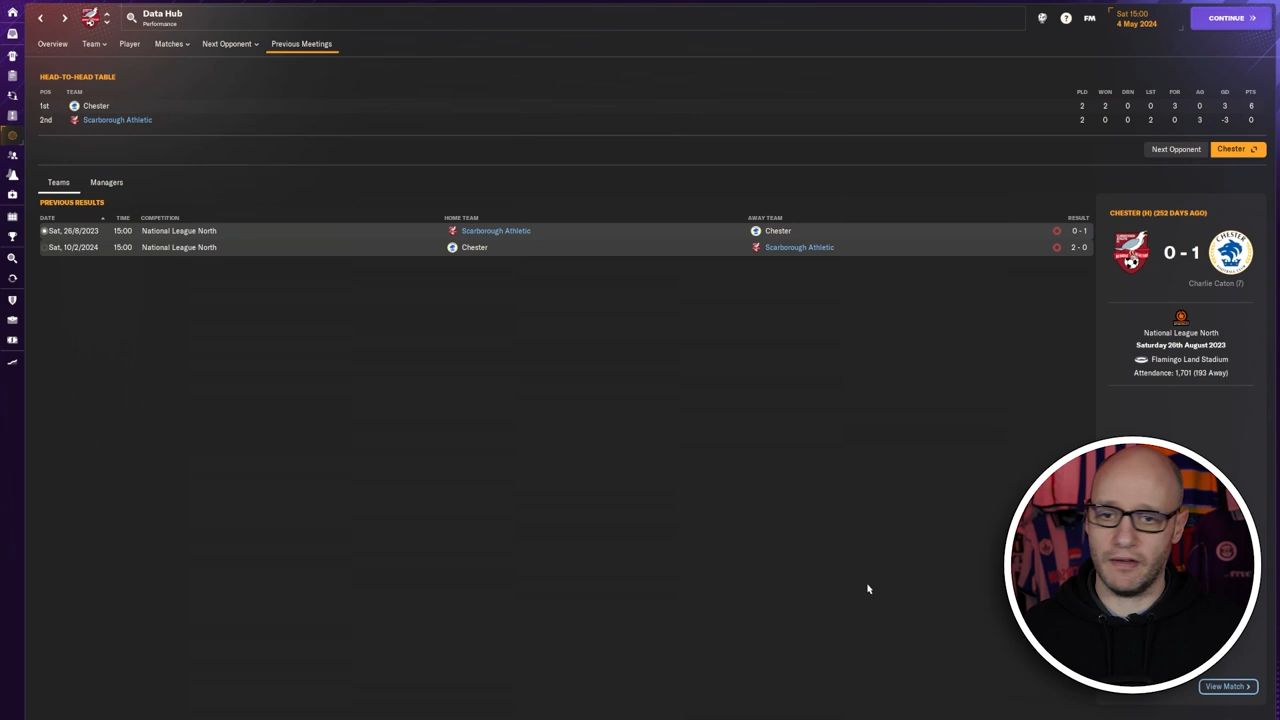 Data Hub
Performance
FM
Sat 15:00
4 May 2024
CONTINUE
Overview Team Player Matches Next Opponent Previous Meetings
HEAD-TO-HEAD TABLE
POS TEAM PLD WON DRN LST FOR AG GD PTS
1st Chester 2 2 0 0 3 0 3 6
2nd Scarborough Athletic 2 0 0 2 0 3 -3 0
Next Opponent Chester
Teams Managers
PREVIOUS RESULTS
DATE TIME COMPETITION HOME TEAM AWAY TEAM RESULT
Sat, 26/8/2023 15:00 National League North Scarborough Athletic Chester 0 - 1
Sat, 10/2/2024 15:00 National League North Chester Scarborough Athletic 2 - 0
CHESTER (H) (252 DAYS AGO)
CHESTER
0 - 1
Charlie Caton (7)
National League North
Saturday 26th August 2023
Flamingo Land Stadium
Attendance: 1,701 (193 Away)
View Match